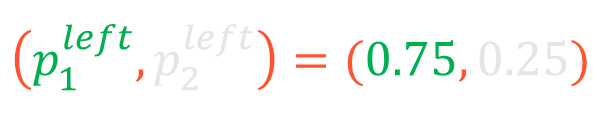 (p₁^left, p₂^left) = (0.75, 0.25)